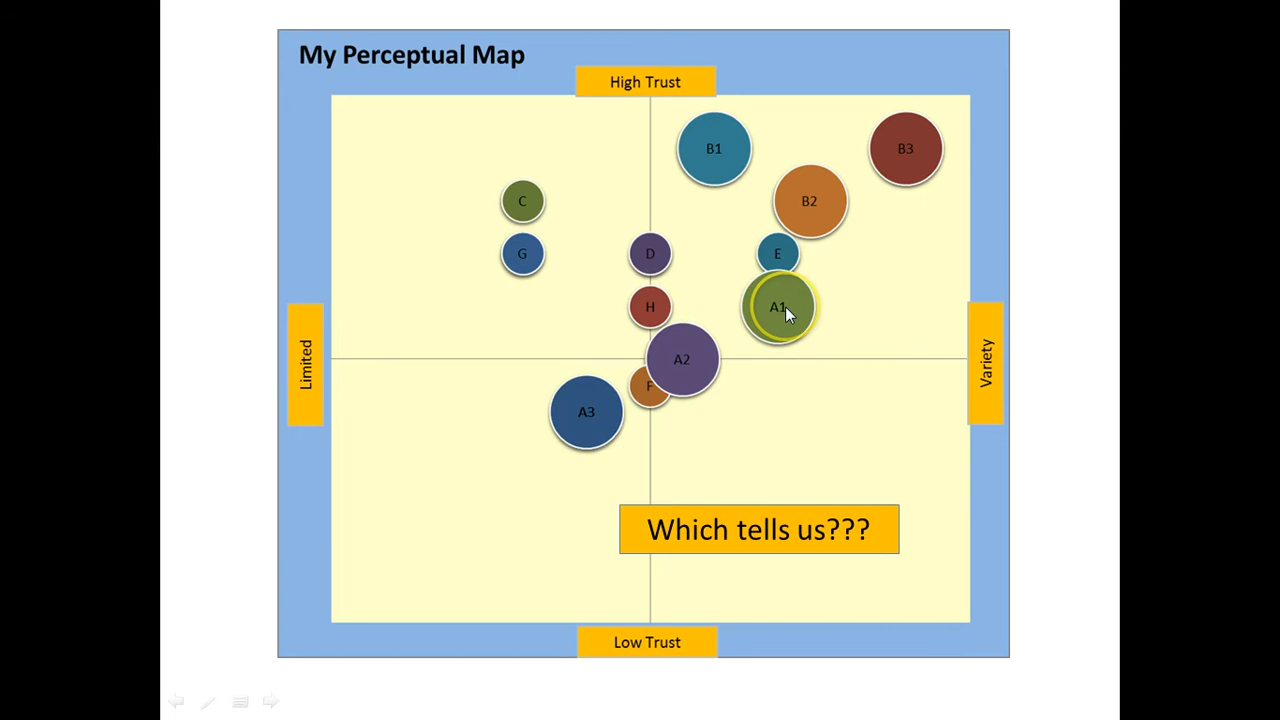 My Perceptual Map
High Trust
B1
B3
C
B2
G
D
E
H
A1
Limited
A2
Variety
F
A3
Which tells us???
Low Trust